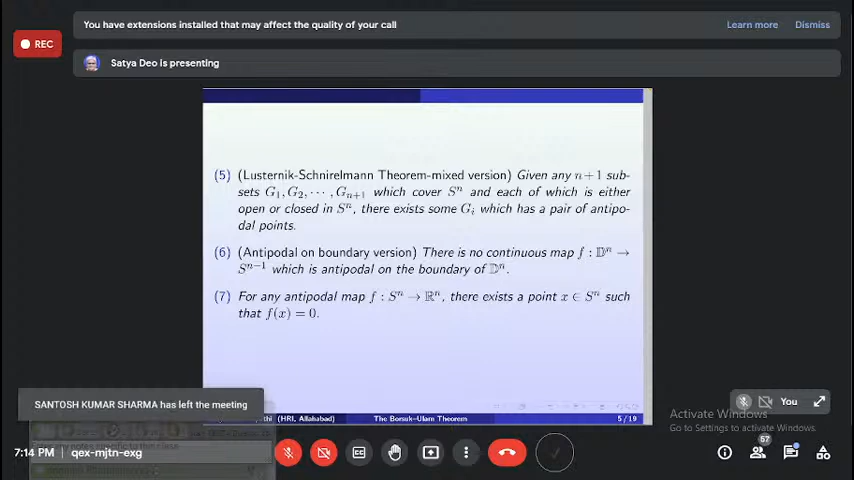 You have extensions installed that may affect the quality of your call
Learn more
Dismiss
REC
Satya Deo is presenting
(5) (Lusternik-Schnirelmann Theorem-mixed version) Given any n+1 sub-
sets G₁, G₂, ⋯ , Gₙ₊₁ which cover Sⁿ and each of which is either
open or closed in Sⁿ, there exists some Gᵢ which has a pair of antipo-
dal points.
(6) (Antipodal on boundary version) There is no continuous map f : 𝔻ⁿ →
Sⁿ⁻¹ which is antipodal on the boundary of 𝔻ⁿ.
(7) For any antipodal map f : Sⁿ → ℝⁿ, there exists a point x ∈ Sⁿ such
that f(x) = 0.
SANTOSH KUMAR SHARMA has left the meeting
You
(HRI, Allahabad)
The Borsuk-Ulam Theorem
5 / 19
Activate Windows
Go to Settings to activate Windows.
7:14 PM
qex-mjtn-exg
57